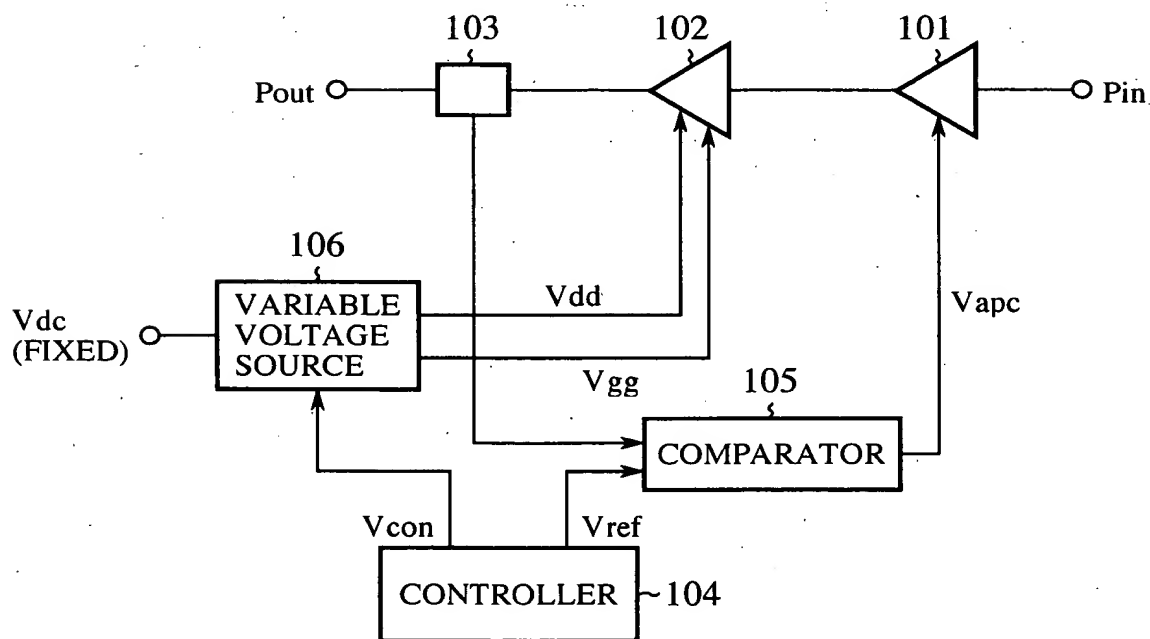 103
102
101
Pout
Pin
106
VARIABLE
VOLTAGE
SOURCE
Vdc
(FIXED)
Vdd
Vgg
Vapc
105
COMPARATOR
Vcon
Vref
CONTROLLER
104